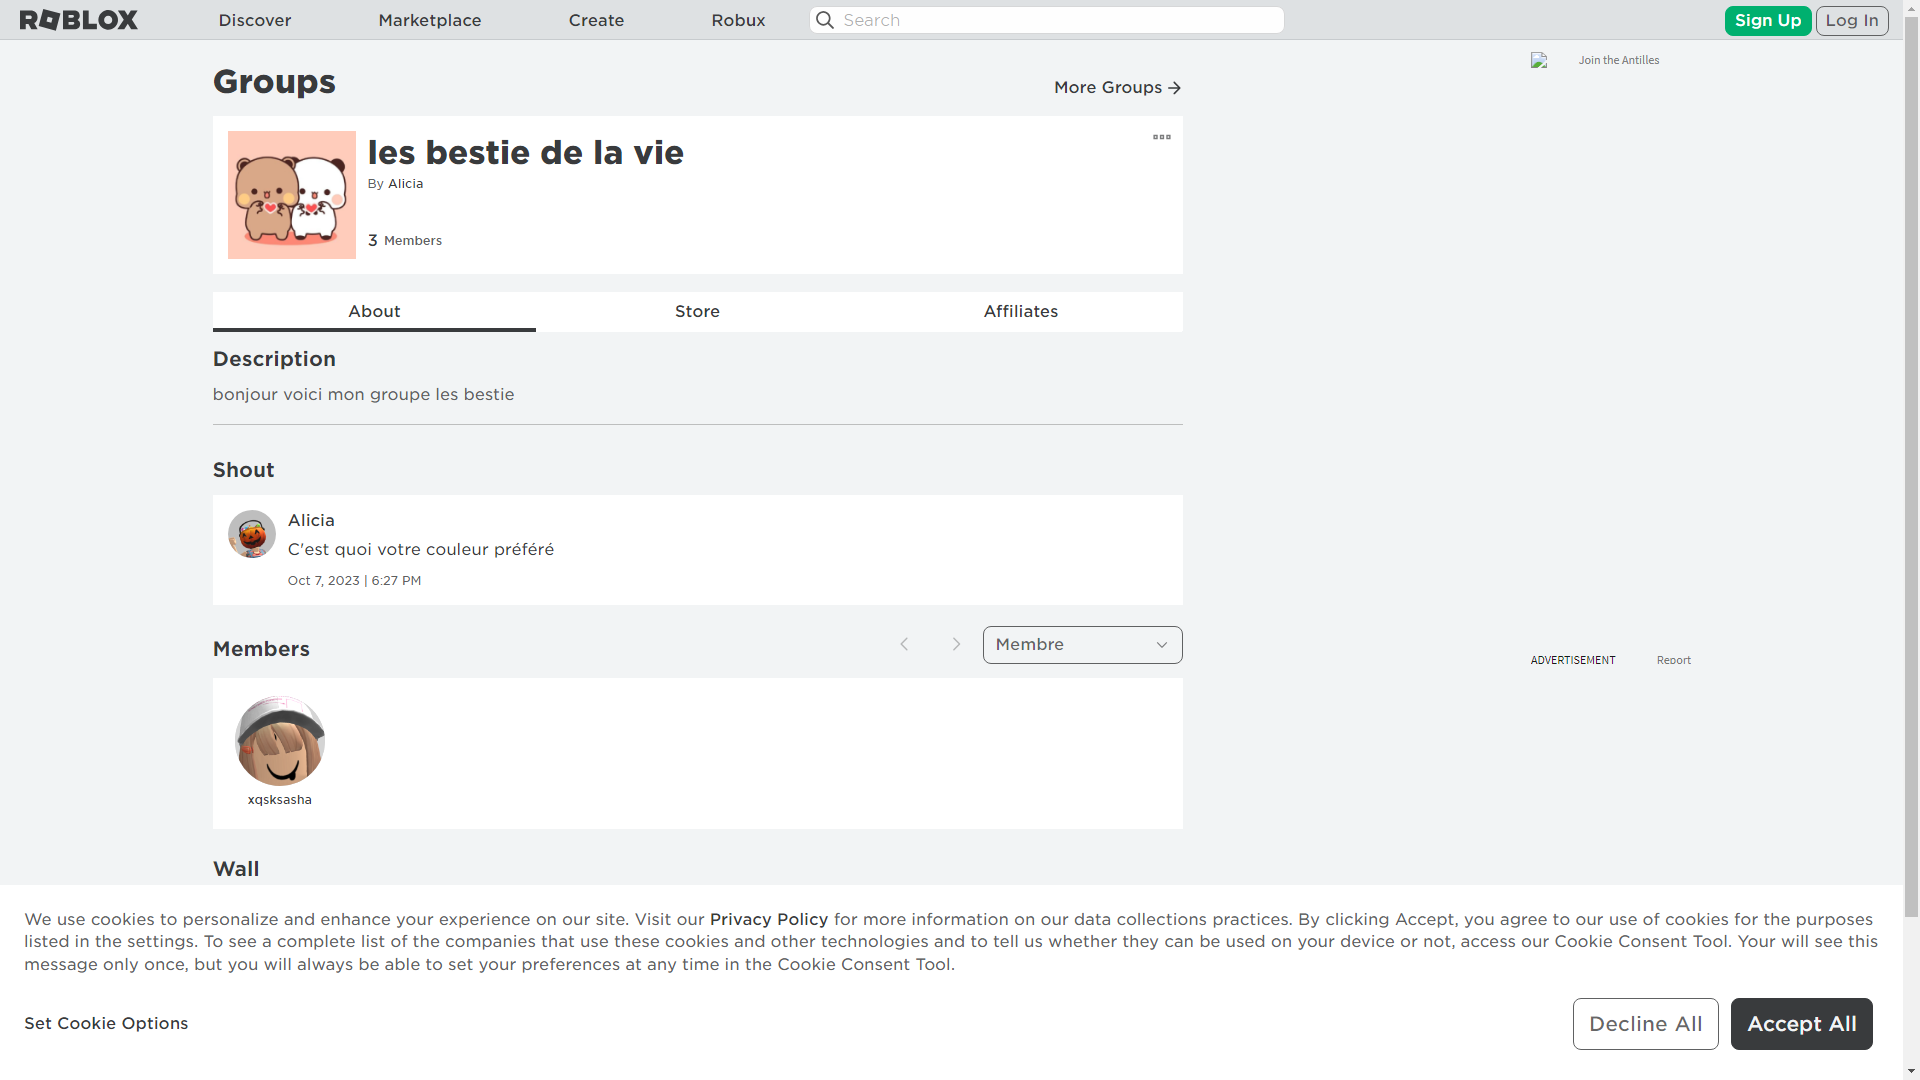 ROBLOX
Discover
Marketplace
Create
Robux
Search
Sign Up
Log In
Join the Antilles
Groups
More Groups
les bestie de la vie
By Alicia
3 Members
About
Store
Affiliates
Description
bonjour voici mon groupe les bestie
Shout
Alicia
C'est quoi votre couleur préféré
Oct 7, 2023 | 6:27 PM
Members
Membre
ADVERTISEMENT
Report
xqsksasha
Wall
We use cookies to personalize and enhance your experience on our site. Visit our Privacy Policy for more information on our data collections practices. By clicking Accept, you agree to our use of cookies for the purposes
listed in the settings. To see a complete list of the companies that use these cookies and other technologies and to tell us whether they can be used on your device or not, access our Cookie Consent Tool. Your will see this
message only once, but you will always be able to set your preferences at any time in the Cookie Consent Tool.
Set Cookie Options
Decline All
Accept All